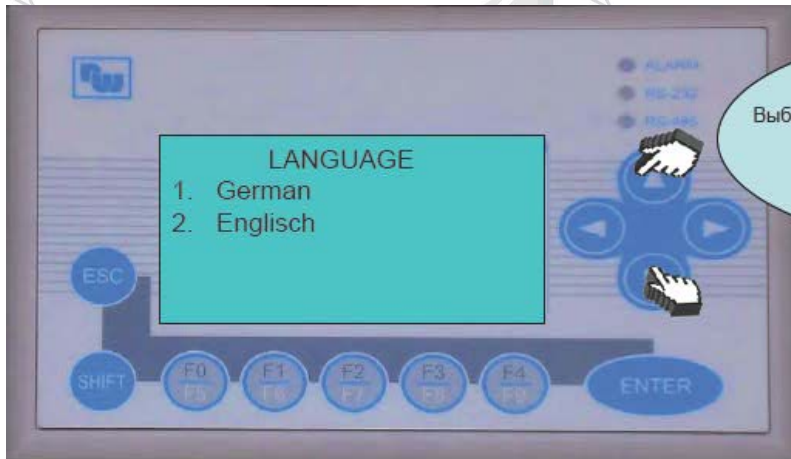 ALARM
RS-232
RS-485
Выб
LANGUAGE
1. German
2. Englisch
ESC
SHIFT
F0
F5
F1
F6
F2
F7
F3
F8
F4
F9
ENTER